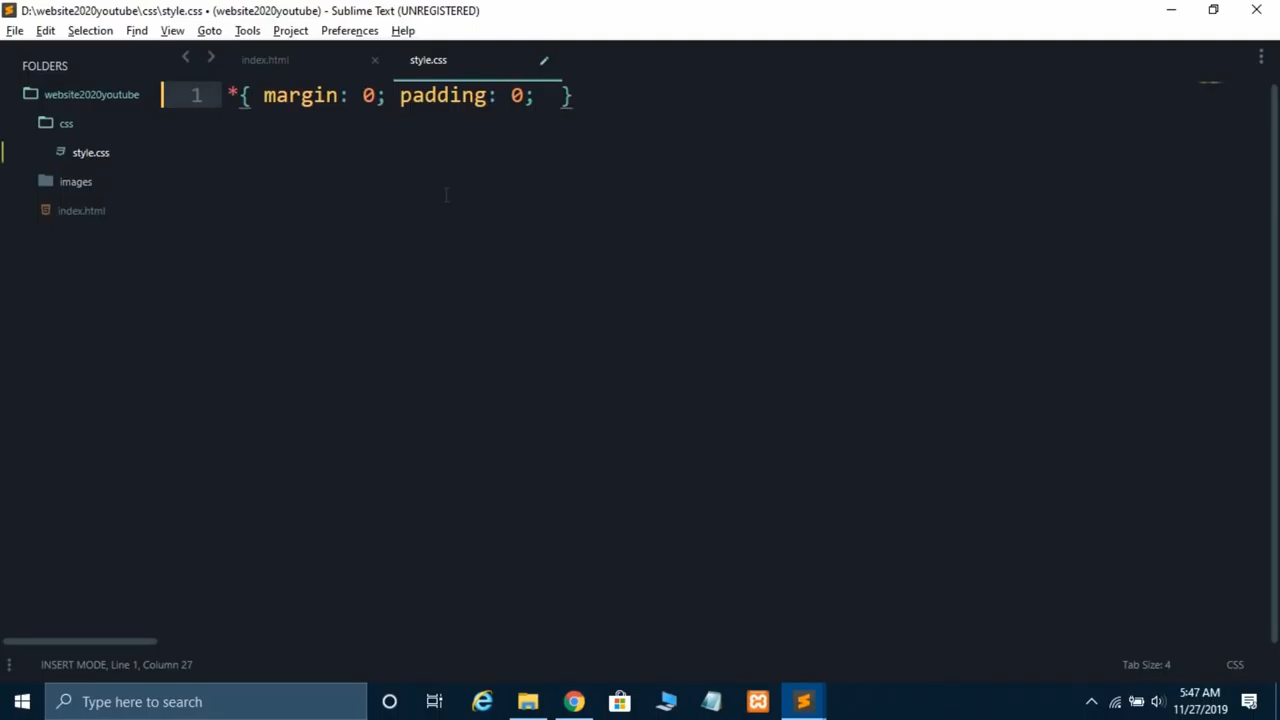 D:\website2020youtube\css\style.css • (website2020youtube) - Sublime Text (UNREGISTERED)
File Edit Selection Find View Goto Tools Project Preferences Help
FOLDERS
website2020youtube
css
style.css
images
index.html
index.html style.css
1 *{ margin: 0; padding: 0;  }
INSERT MODE, Line 1, Column 27 Tab Size: 4 CSS
Type here to search
5:47 AM
11/27/2019